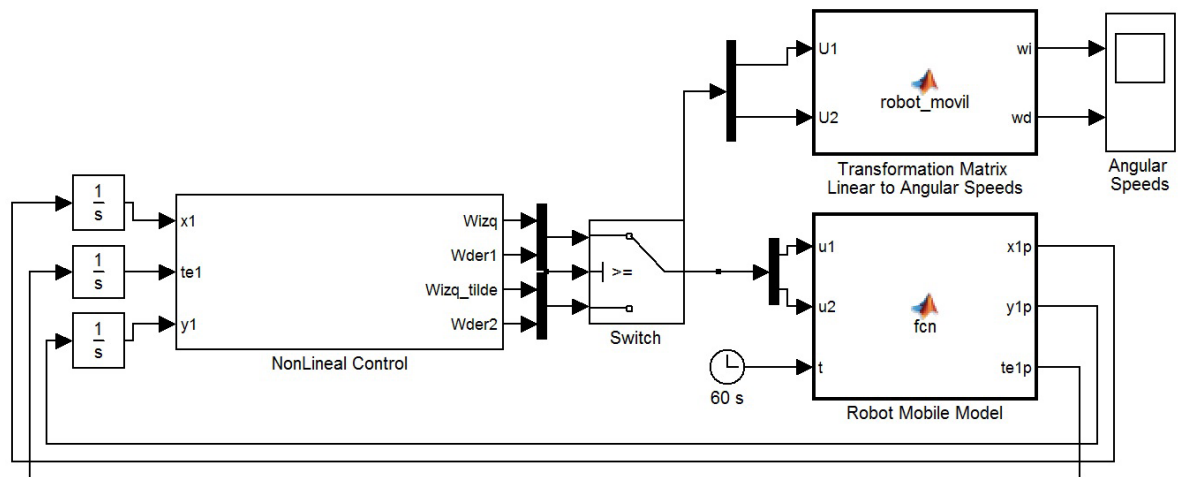 U1
U2
robot_movil
wi
wd
Transformation Matrix
Linear to Angular Speeds
Angular
Speeds
1
s
1
s
1
s
x1
te1
y1
Wizq
Wder1
Wizq_tilde
Wder2
NonLineal Control
>=
Switch
60 s
u1
u2
t
fcn
x1p
y1p
te1p
Robot Mobile Model